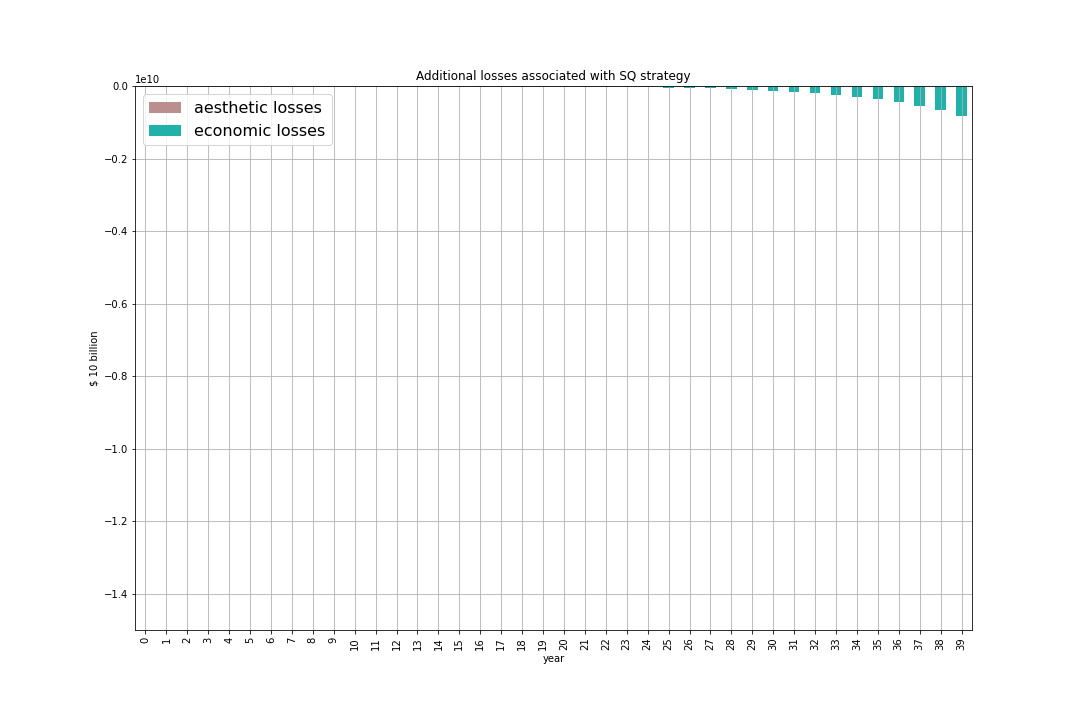 Additional losses associated with SQ strategy
1e10
0.0
−0.2
−0.4
−0.6
−0.8
−1.0
−1.2
−1.4
$ 10 billion
aesthetic losses
economic losses
0 1 2 3 4 5 6 7 8 9 10 11 12 13 14 15 16 17 18 19 20 21 22 23 24 25 26 27 28 29 30 31 32 33 34 35 36 37 38 39
year